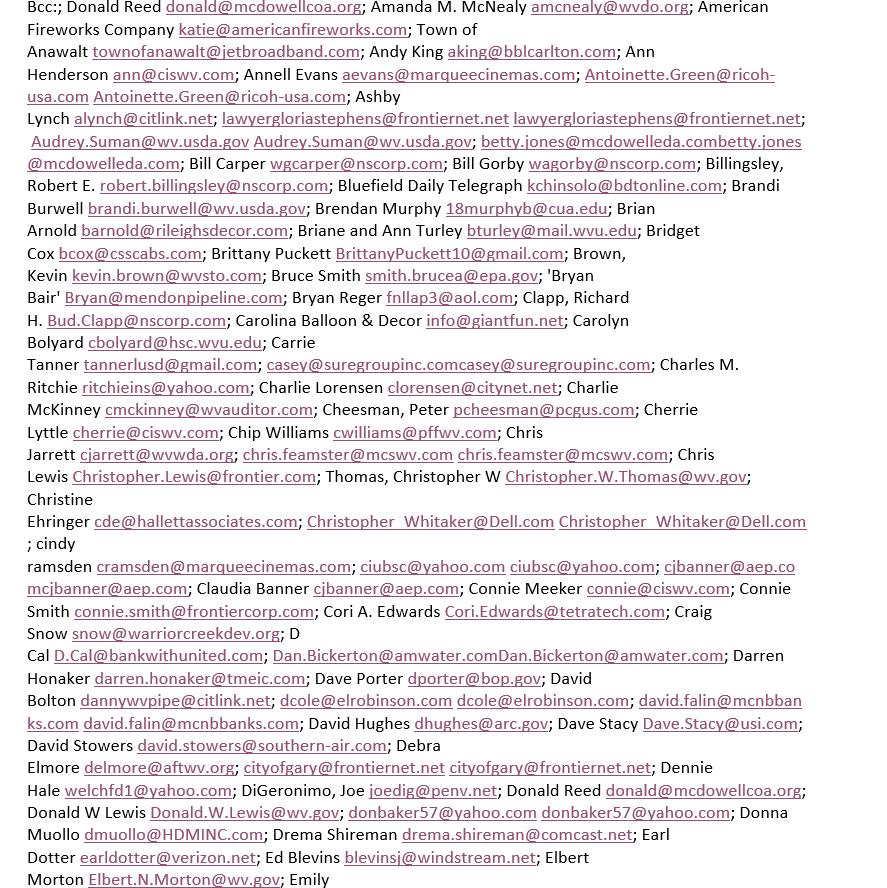 Bcc:; Donald Reed donald@mcdowellcoa.org; Amanda M. McNealy amcnealy@wvdo.org; American
Fireworks Company katie@americanfireworks.com; Town of
Anawalt townofanawalt@jetbroadband.com; Andy King aking@bblcarlton.com; Ann
Henderson ann@ciswv.com; Annell Evans aevans@marqueecinemas.com; Antoinette.Green@ricoh-
usa.com Antoinette.Green@ricoh-usa.com; Ashby
Lynch alynch@citlink.net; lawyergloriastephens@frontiernet.net lawyergloriastephens@frontiernet.net;
Audrey.Suman@wv.usda.gov Audrey.Suman@wv.usda.gov; betty.jones@mcdowelleda.combetty.jones
@mcdowelleda.com; Bill Carper wgcarper@nscorp.com; Bill Gorby wagorby@nscorp.com; Billingsley,
Robert E. robert.billingsley@nscorp.com; Bluefield Daily Telegraph kchinsolo@bdtonline.com; Brandi
Burwell brandi.burwell@wv.usda.gov; Brendan Murphy 18murphyb@cua.edu; Brian
Arnold barnold@rileighsdecor.com; Briane and Ann Turley bturley@mail.wvu.edu; Bridget
Cox bcox@csscabs.com; Brittany Puckett BrittanyPuckett10@gmail.com; Brown,
Kevin kevin.brown@wvsto.com; Bruce Smith smith.brucea@epa.gov; 'Bryan
Bair' Bryan@mendonpipeline.com; Bryan Reger fnllap3@aol.com; Clapp, Richard
H. Bud.Clapp@nscorp.com; Carolina Balloon & Decor info@giantfun.net; Carolyn
Bolyard cbolyard@hsc.wvu.edu; Carrie
Tanner tannerlusd@gmail.com; casey@suregroupinc.comcasey@suregroupinc.com; Charles M.
Ritchie ritchieins@yahoo.com; Charlie Lorensen clorensen@citynet.net; Charlie
McKinney cmckinney@wvauditor.com; Cheesman, Peter pcheesman@pcgus.com; Cherrie
Lyttle cherrie@ciswv.com; Chip Williams cwilliams@pffwv.com; Chris
Jarrett cjarrett@wvwda.org; chris.feamster@mcswv.com chris.feamster@mcswv.com; Chris
Lewis Christopher.Lewis@frontier.com; Thomas, Christopher W Christopher.W.Thomas@wv.gov;
Christine
Ehringer cde@hallettassociates.com; Christopher_Whitaker@Dell.com Christopher_Whitaker@Dell.com
; cindy
ramsden cramsden@marqueecinemas.com; ciubsc@yahoo.com ciubsc@yahoo.com; cjbanner@aep.co
mcjbanner@aep.com; Claudia Banner cjbanner@aep.com; Connie Meeker connie@ciswv.com; Connie
Smith connie.smith@frontiercorp.com; Cori A. Edwards Cori.Edwards@tetratech.com; Craig
Snow snow@warriorcreekdev.org; D
Cal D.Cal@bankwithunited.com; Dan.Bickerton@amwater.comDan.Bickerton@amwater.com; Darren
Honaker darren.honaker@tmeic.com; Dave Porter dporter@bop.gov; David
Bolton dannywvpipe@citlink.net; dcole@elrobinson.com dcole@elrobinson.com; david.falin@mcnbban
ks.com david.falin@mcnbbanks.com; David Hughes dhughes@arc.gov; Dave Stacy Dave.Stacy@usi.com;
David Stowers david.stowers@southern-air.com; Debra
Elmore delmore@aftwv.org; cityofgary@frontiernet.net cityofgary@frontiernet.net; Dennie
Hale welchfd1@yahoo.com; DiGeronimo, Joe joedig@penv.net; Donald Reed donald@mcdowellcoa.org;
Donald W Lewis Donald.W.Lewis@wv.gov; donbaker57@yahoo.com donbaker57@yahoo.com; Donna
Muollo dmuollo@HDMINC.com; Drema Shireman drema.shireman@comcast.net; Earl
Dotter earldotter@verizon.net; Ed Blevins blevinsj@windstream.net; Elbert
Morton Elbert.N.Morton@wv.gov; Emily